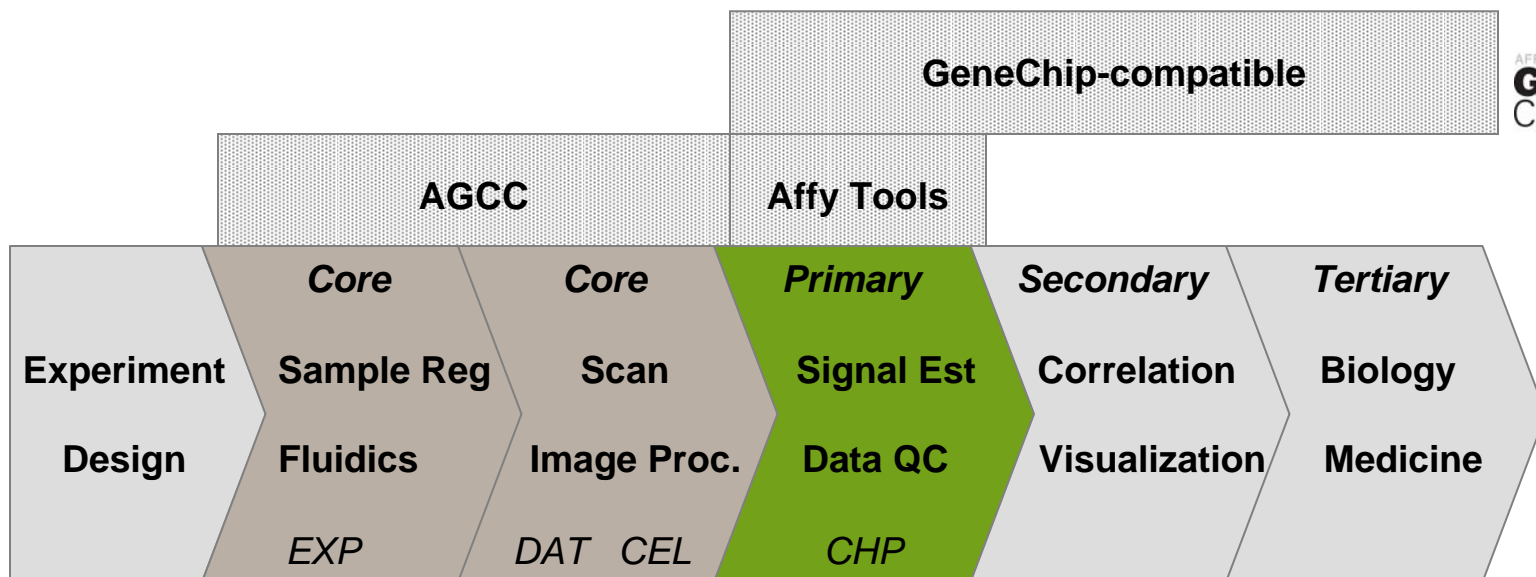 GeneChip-compatible
AFF
G
C
AGCC
Affy Tools
Core
Core
Primary
Secondary
Tertiary
Experiment
Design
Sample Reg
Fluidics
EXP
Scan
Image Proc.
DAT CEL
Signal Est
Data QC
CHP
Correlation
Visualization
Biology
Medicine